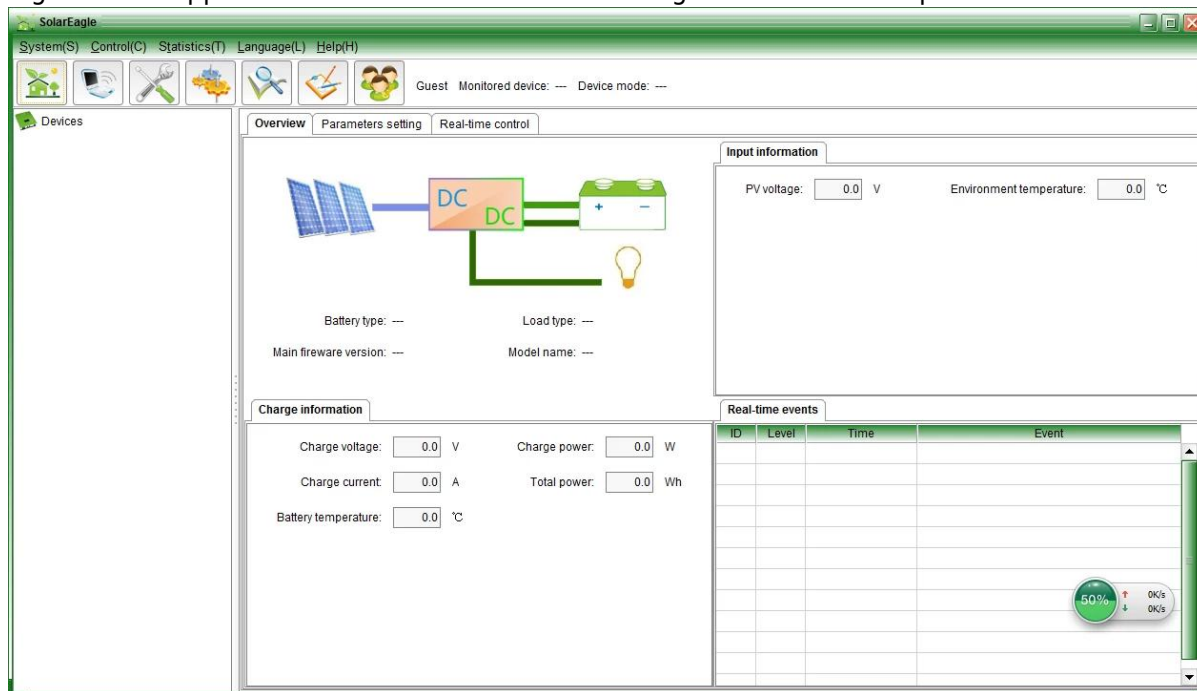 SolarEagle
System(S) Control(C) Statistics(T) Language(L) Help(H)
Guest Monitored device: --- Device mode: ---
Devices
Overview Parameters setting Real-time control
Input information
PV voltage: 0.0 V Environment temperature: 0.0 ℃
DC
DC
+ −
Battery type: --- Load type: ---
Main fireware version: --- Model name: ---
Charge information
Charge voltage: 0.0 V Charge power: 0.0 W
Charge current: 0.0 A Total power: 0.0 Wh
Battery temperature: 0.0 ℃
Real-time events
ID Level Time Event
50% 0K/s
0K/s